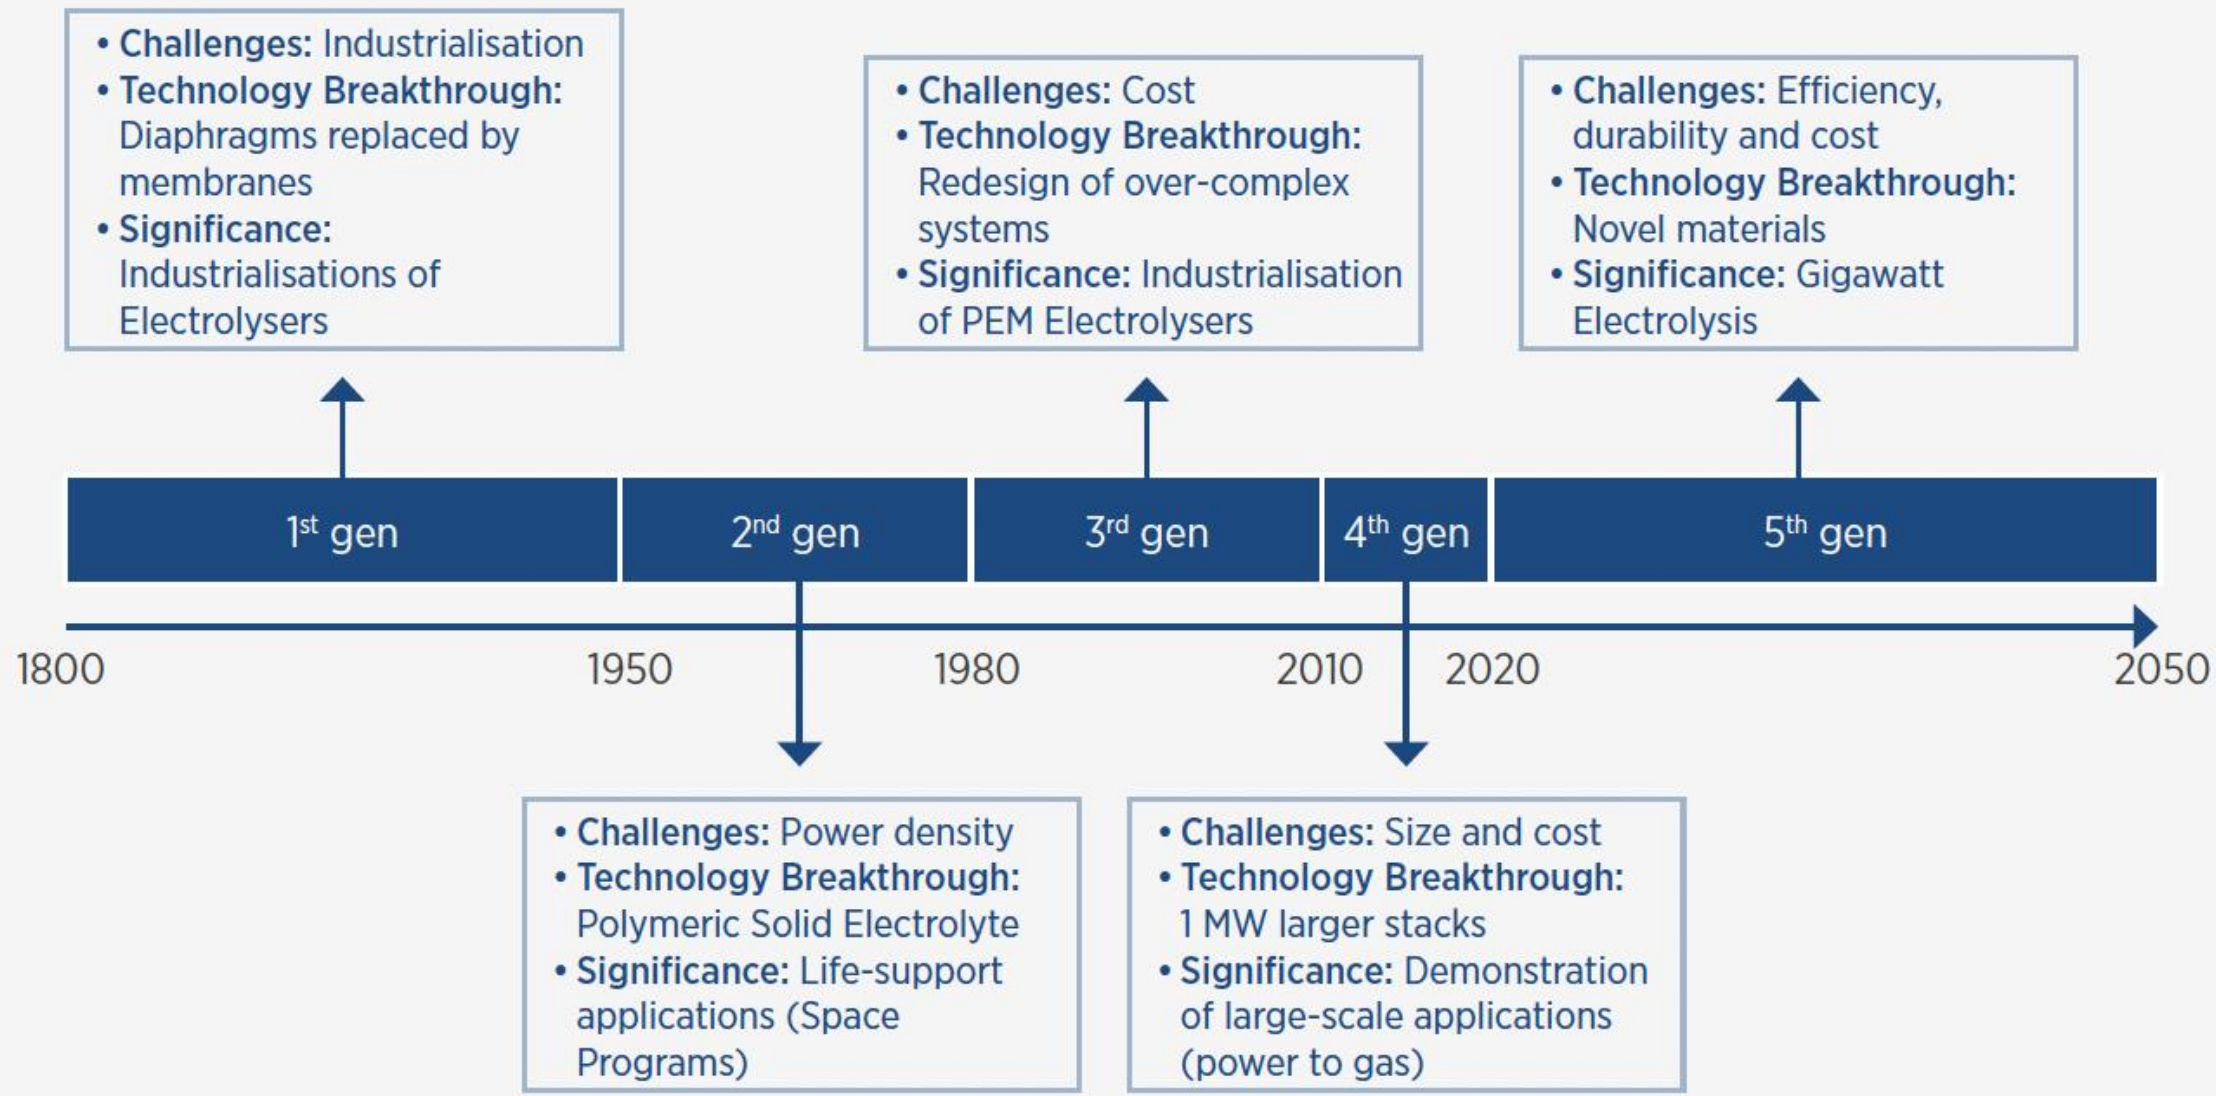 • Challenges: Industrialisation
• Technology Breakthrough:
Diaphragms replaced by
membranes
• Significance:
Industrialisations of
Electrolysers
• Challenges: Cost
• Technology Breakthrough:
Redesign of over-complex
systems
• Significance: Industrialisation
of PEM Electrolysers
• Challenges: Efficiency,
durability and cost
• Technology Breakthrough:
Novel materials
• Significance: Gigawatt
Electrolysis
1st gen
2nd gen
3rd gen
4th gen
5th gen
1800
1950
1980
2010
2020
2050
• Challenges: Power density
• Technology Breakthrough:
Polymeric Solid Electrolyte
• Significance: Life-support
applications (Space
Programs)
• Challenges: Size and cost
• Technology Breakthrough:
1 MW larger stacks
• Significance: Demonstration
of large-scale applications
(power to gas)